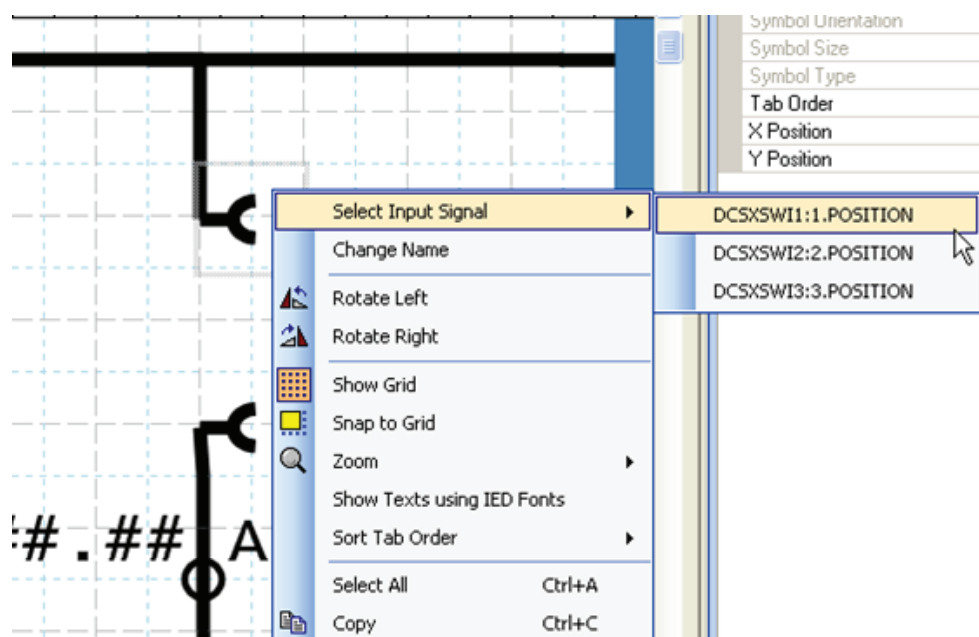 Symbol Orientation
Symbol Size
Symbol Type
Tab Order
X Position
Y Position
Select Input Signal
DCSXSWI1:1.POSITION
DCSXSWI2:2.POSITION
DCSXSWI3:3.POSITION
Change Name
Rotate Left
Rotate Right
Show Grid
Snap to Grid
Zoom
Show Texts using IED Fonts
Sort Tab Order
##.## A
Select All Ctrl+A
Copy Ctrl+C